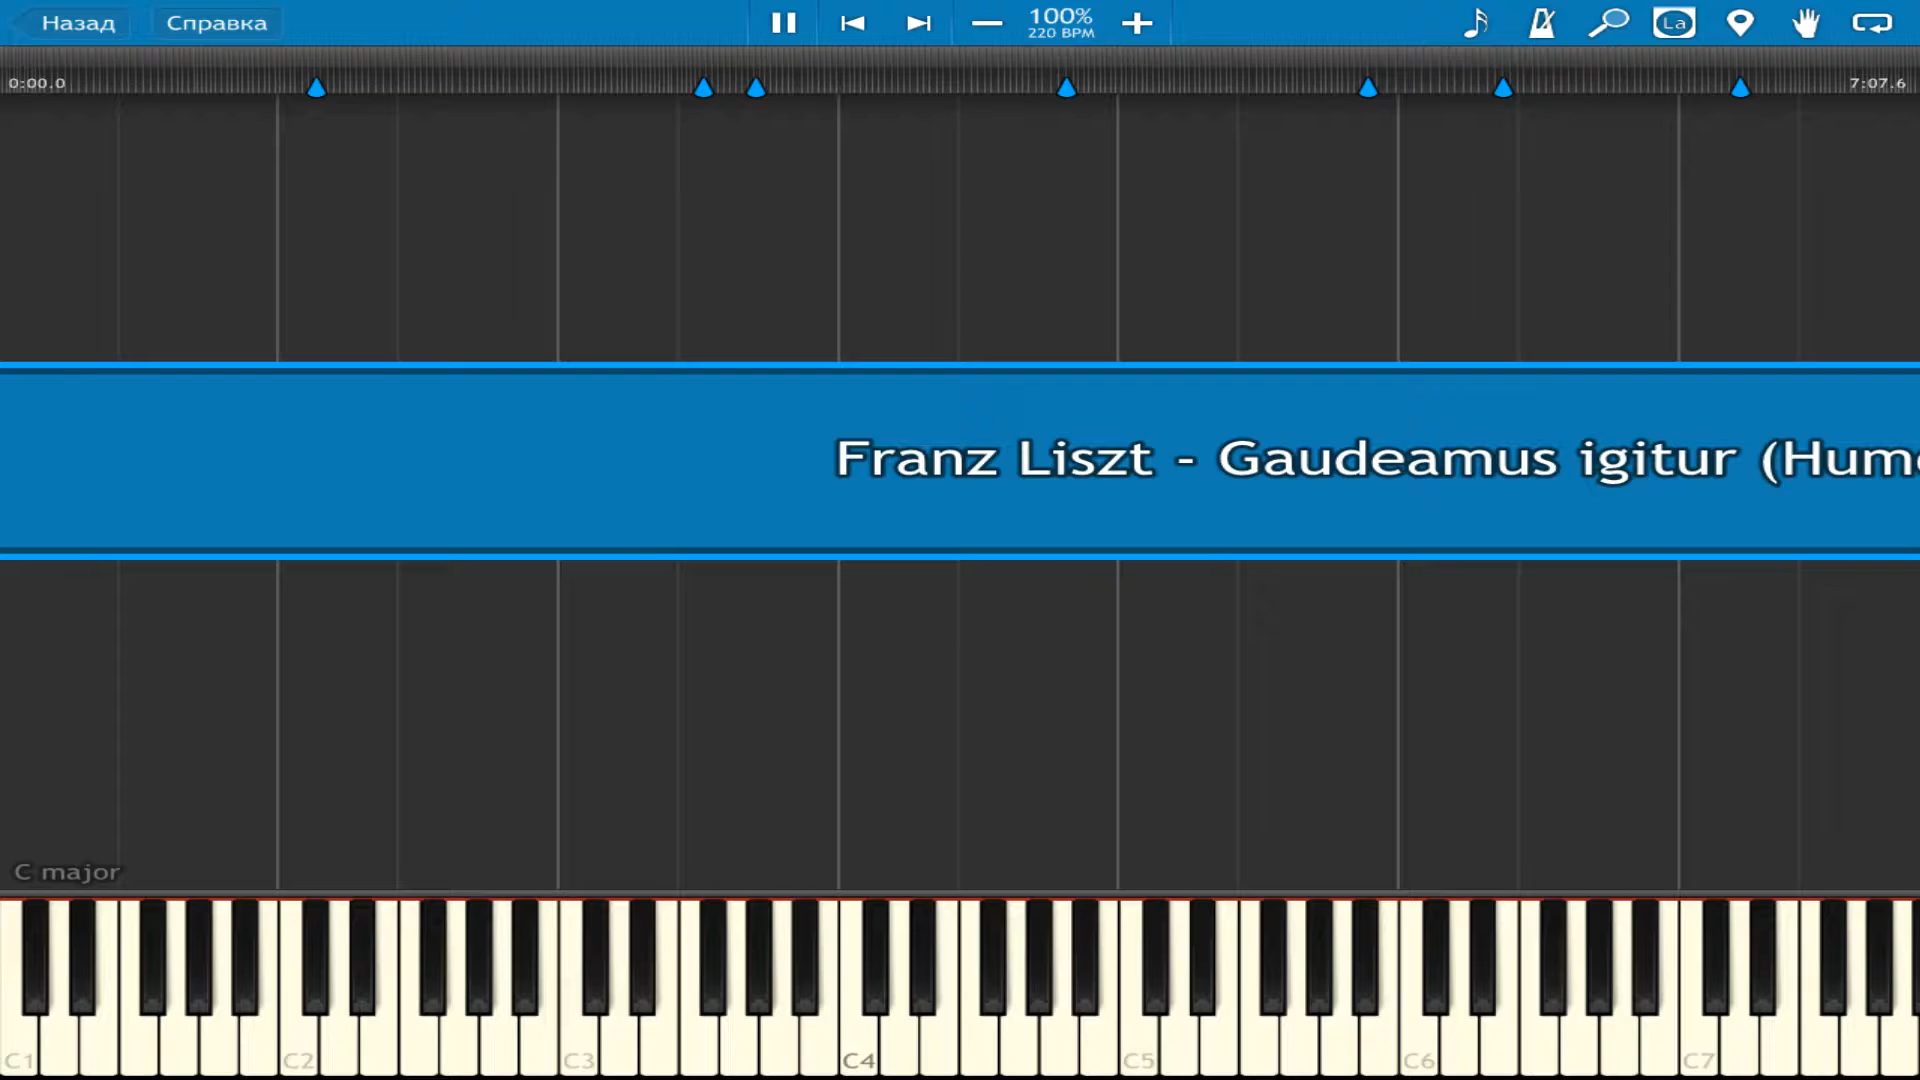 Назад Справка 100% La
220 BPM
0:00.0 7:07.6
Franz Liszt - Gaudeamus igitur (Hum
C major
C1 C2 C3 C4 C5 C6 C7